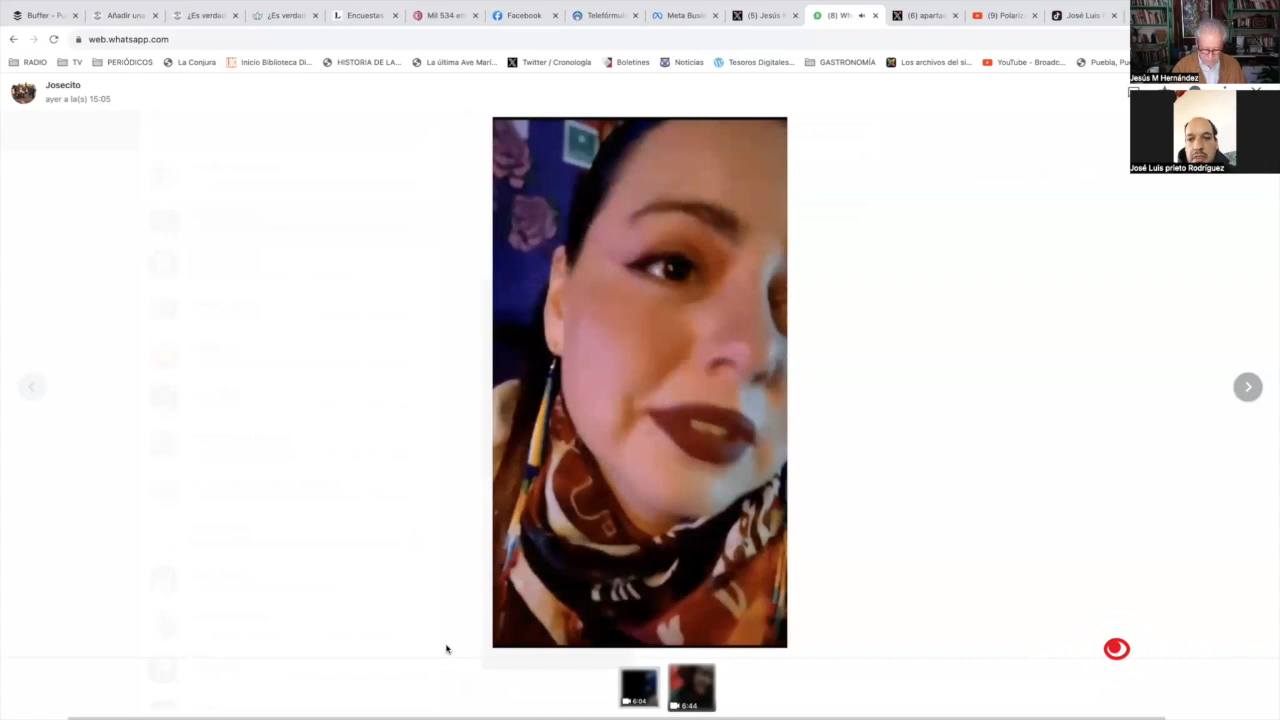 Buffer - Pu
Añadir una
¿Es verdad
¿Es verdad
Encuestas
Mil 534 en
Facebook
Telefórmul
Meta Busi
(5) Jesús
(8) Wh
(6) aparta
(9) Polariz
José Luis
web.whatsapp.com
RADIO
TV
PERIÓDICOS
La Conjura
Inicio Biblioteca Di...
HISTORIA DE LA...
La última Ave Marí...
Twitter / Cronología
Boletines
Noticias
Tesoros Digitales...
GASTRONOMÍA
Los archivos del si...
YouTube - Broadc...
Puebla, Pu
Jesús M Hernández
Josecito
ayer a la(s) 15:05
José Luis prieto Rodríguez
6:04
6:44